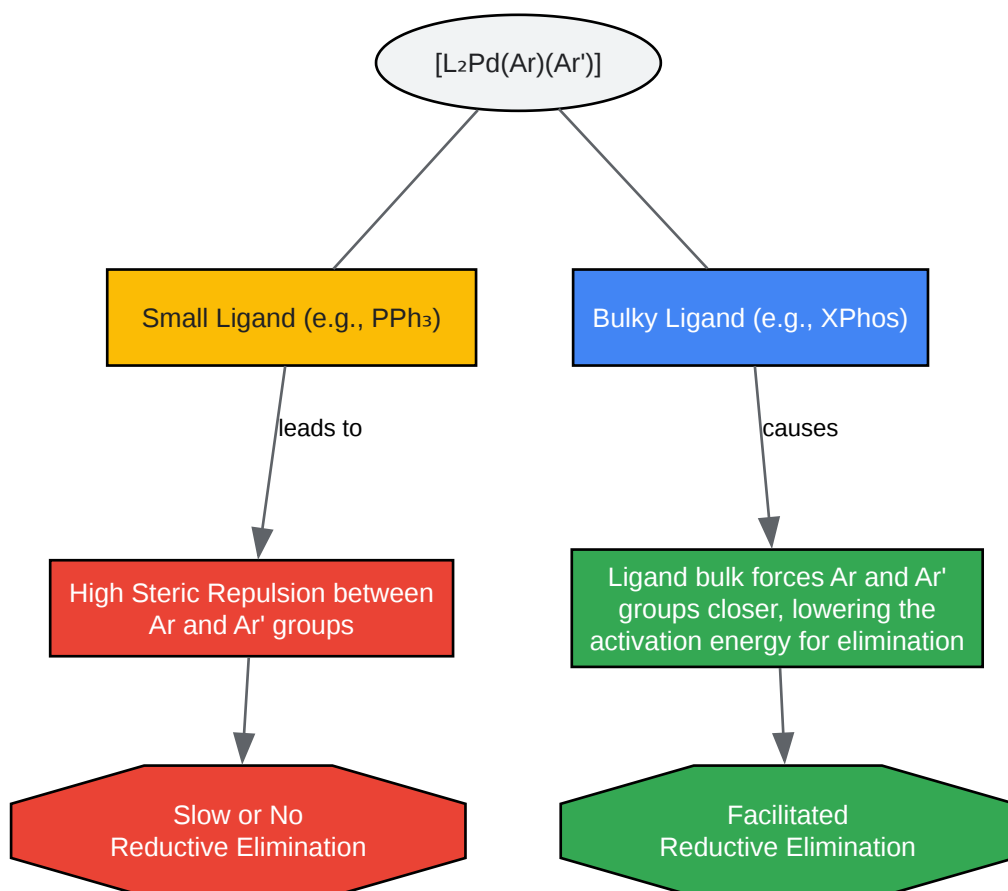 [L₂Pd(Ar)(Ar')]
Small Ligand (e.g., PPh₃)
Bulky Ligand (e.g., XPhos)
leads to
causes
High Steric Repulsion between
Ar and Ar' groups
Ligand bulk forces Ar and Ar'
groups closer, lowering the
activation energy for elimination
Slow or No
Reductive Elimination
Facilitated
Reductive Elimination